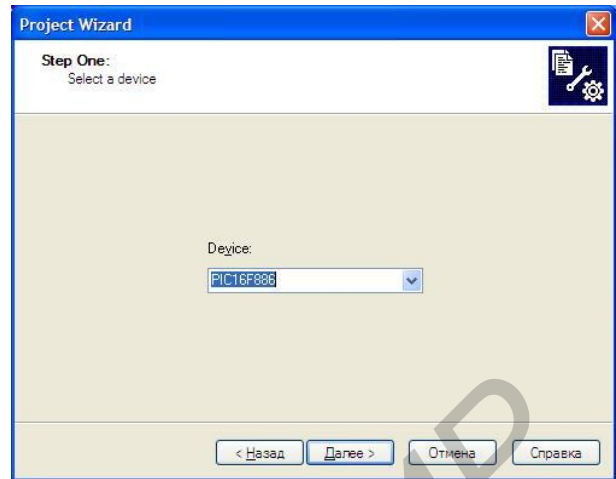 Project Wizard
Step One:
Select a device
Device:
PIC16F886
< Назад Далее > Отмена Справка